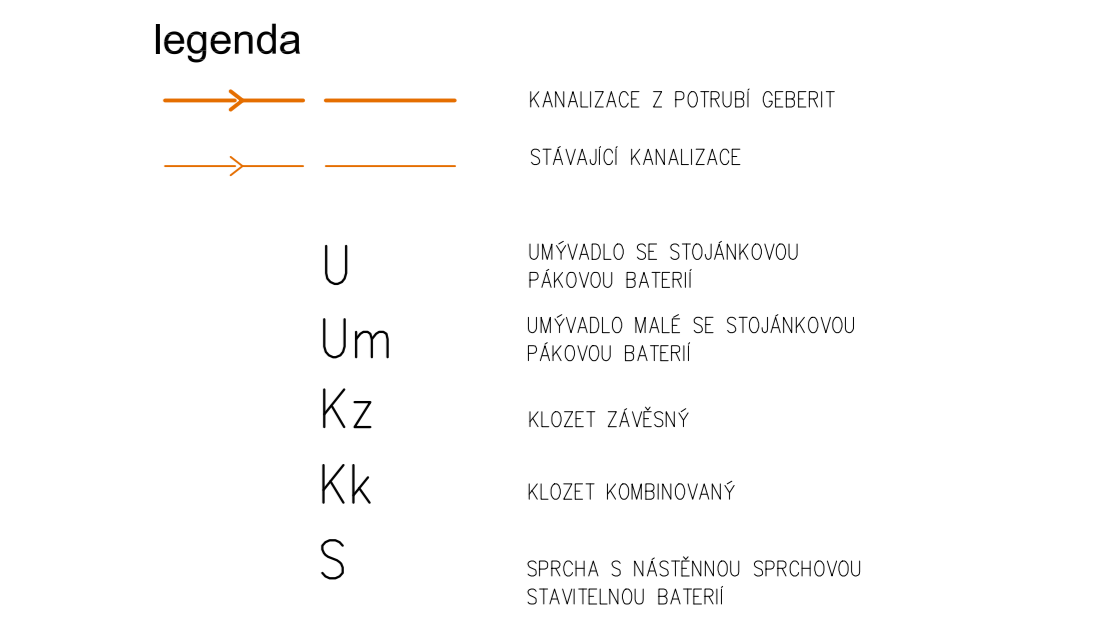 legenda
KANALIZACE Z POTRUBÍ GEBERIT
STÁVAJÍCÍ KANALIZACE
U
UMÝVADLO SE STOJÁNKOVOU
PÁKOVOU BATERIÍ
Um
UMÝVADLO MALÉ SE STOJÁNKOVOU
PÁKOVOU BATERIÍ
Kz
KLOZET ZÁVĚSNÝ
Kk
KLOZET KOMBINOVANÝ
S
SPRCHA S NÁSTĚNNOU SPRCHOVOU
STAVITELNOU BATERIÍ